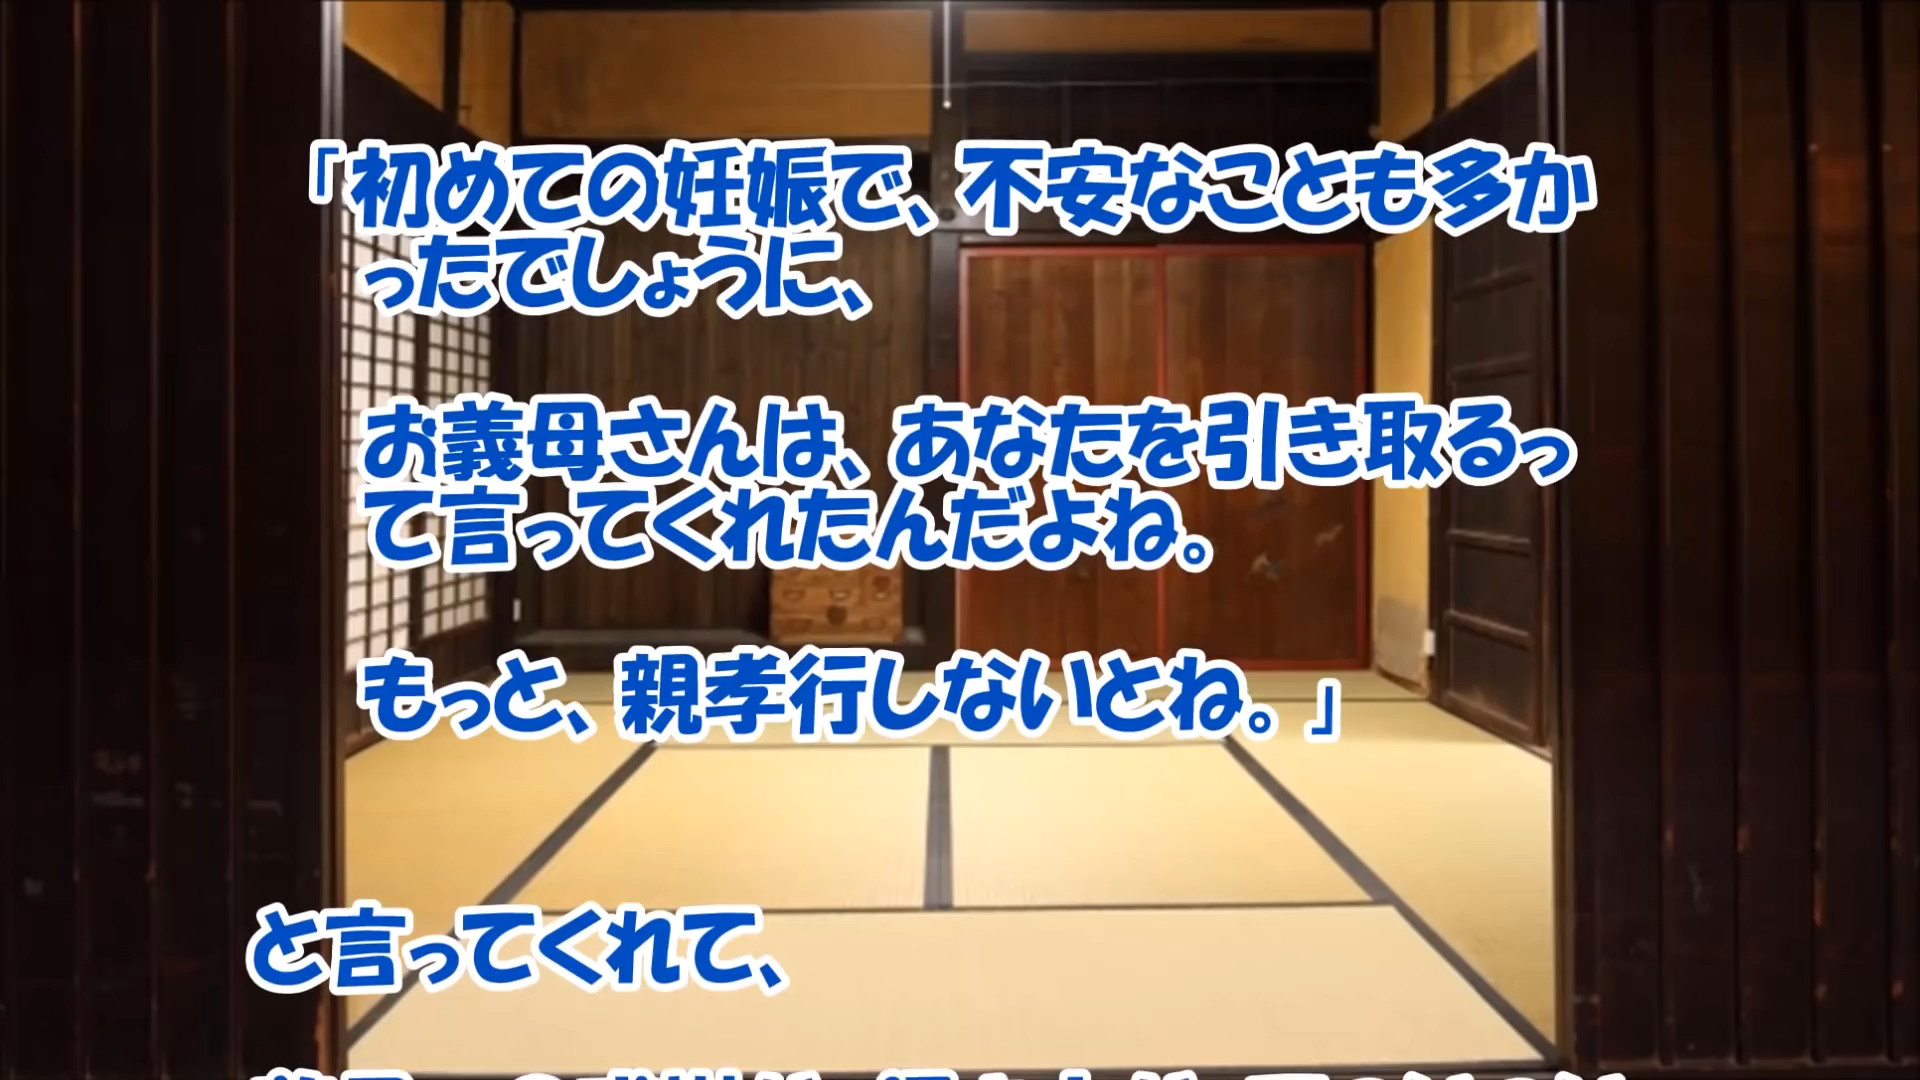 「初めての妊娠で、不安なことも多か
ったでしょうに、
お義母さんは、あなたを引き取るっ
て言ってくれたんだよね。
もっと、親孝行しないとね。」
と言ってくれて、